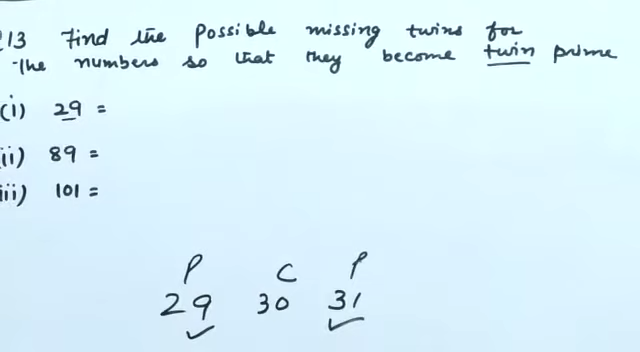 13 Find the possible missing twins for
The numbers so that they become twin prime
(i) 29 =
ii) 89 =
iii) 101 =
P C P
29 30 31